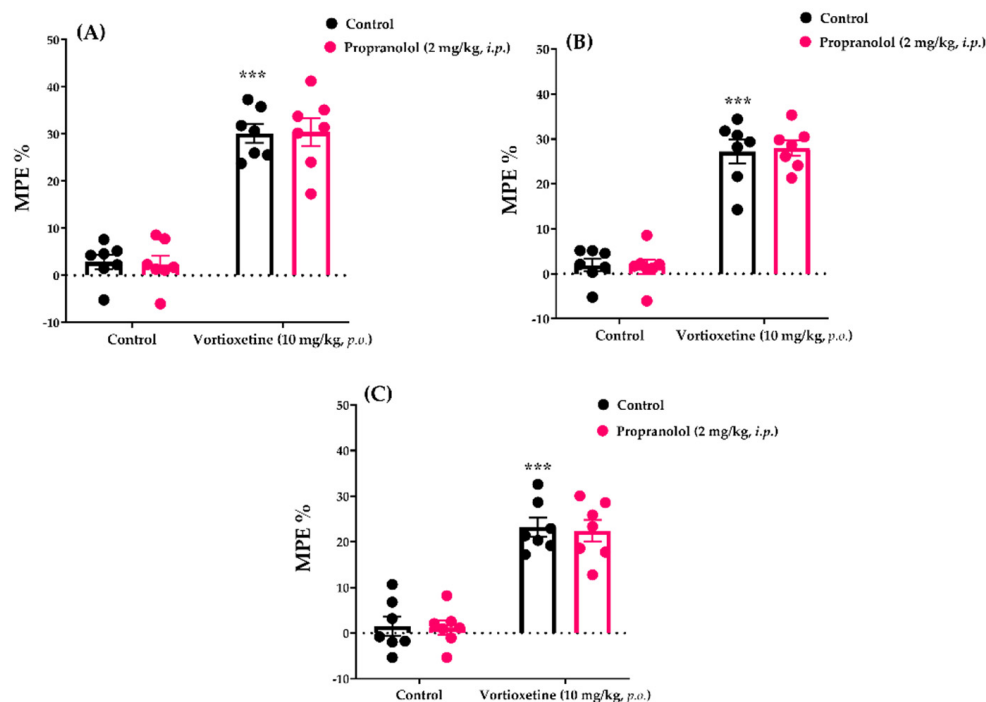 (A)
Control
Propranolol (2 mg/kg, i.p.)
50
40
30
20
10
0
-10
MPE %
***
Control
Vortioxetine (10 mg/kg, p.o.)
(B)
Control
Propranolol (2 mg/kg, i.p.)
50
40
30
20
10
0
-10
MPE %
***
Control
Vortioxetine (10 mg/kg, p.o.)
(C)
Control
Propranolol (2 mg/kg, i.p.)
50
40
30
20
10
0
-10
MPE %
***
Control
Vortioxetine (10 mg/kg, p.o.)